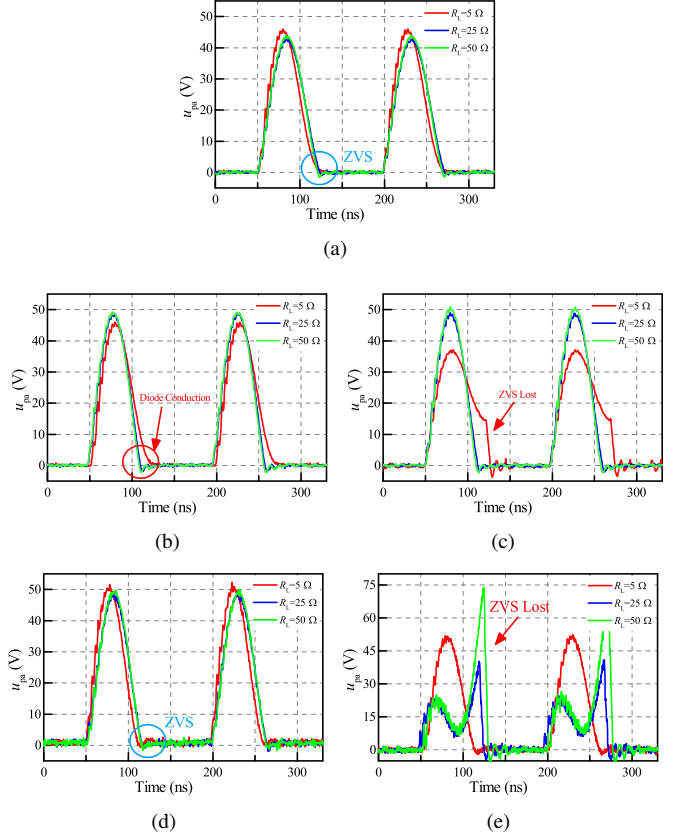 50
40
30
20
10
0
u_pa (V)
R_L=5 Ω
R_L=25 Ω
R_L=50 Ω
ZVS
0 100 200 300
Time (ns)
(a)
50
40
30
20
10
0
u_pa (V)
R_L=5 Ω
R_L=25 Ω
R_L=50 Ω
Diode Conduction
0 100 200 300
Time (ns)
(b)
50
40
30
20
10
0
u_pa (V)
R_L=5 Ω
R_L=25 Ω
R_L=50 Ω
ZVS Lost
0 100 200 300
Time (ns)
(c)
50
40
30
20
10
0
u_pa (V)
R_L=5 Ω
R_L=25 Ω
R_L=50 Ω
ZVS
0 100 200 300
Time (ns)
(d)
75
60
45
30
15
0
u_pa (V)
R_L=5 Ω
R_L=25 Ω
R_L=50 Ω
ZVS Lost
0 100 200 300
Time (ns)
(e)